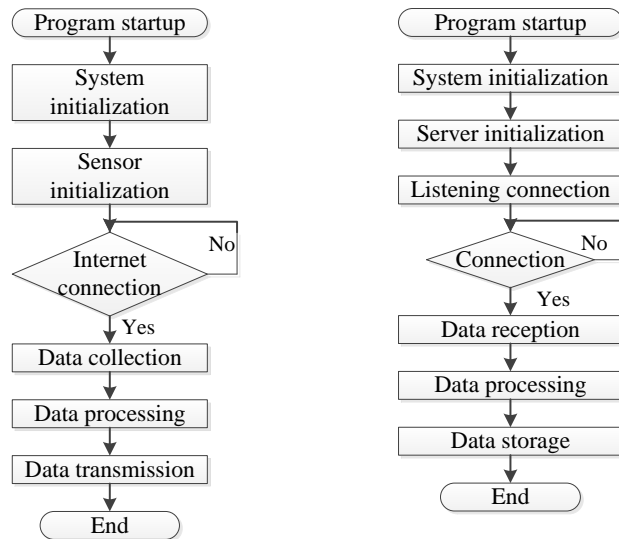 Program startup
System
initialization
Sensor
initialization
No
Internet
connection
Yes
Data collection
Data processing
Data transmission
End
Program startup
System initialization
Server initialization
Listening connection
No
Connection
Yes
Data reception
Data processing
Data storage
End